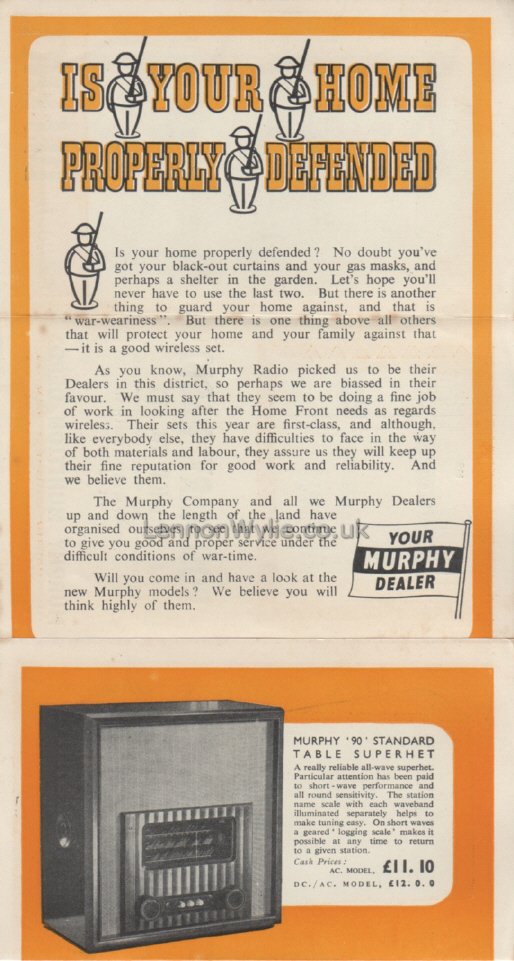 IS YOUR HOME
PROPERLY DEFENDED
Is your home properly defended? No doubt you've
got your black-out curtains and your gas masks, and
perhaps a shelter in the garden. Let's hope you'll
never have to use the last two. But there is another
thing to guard your home against, and that is
"war-weariness". But there is one thing above all others
that will protect your home and your family against that
—it is a good wireless set.
As you know, Murphy Radio picked us to be their
Dealers in this district, so perhaps we are biassed in their
favour. We must say that they seem to be doing a fine job
of work in looking after the Home Front needs as regards
wireless. Their sets this year are first-class, and although,
like everybody else, they have difficulties to face in the way
of both materials and labour, they assure us they will keep up
their fine reputation for good work and reliability. And
we believe them.
The Murphy Company and all we Murphy Dealers
up and down the length of the land have
organised ourselves to see that we continue
to give you good and proper service under the
difficult conditions of war-time.
Will you come in and have a look at the
new Murphy models? We believe you will
think highly of them.
LennonWylie.co.uk
YOUR
MURPHY
DEALER
MURPHY '90' STANDARD
TABLE SUPERHET
A really reliable all-wave superhet.
Particular attention has been paid
to short-wave performance and
all round sensitivity. The station
name scale with each waveband
illuminated separately helps to
make tuning easy. On short waves
a geared 'logging scale' makes it
possible at any time to return
to a given station.
Cash Prices:
AC. MODEL, £11. 10
DC./AC. MODEL, £12. 0. 0